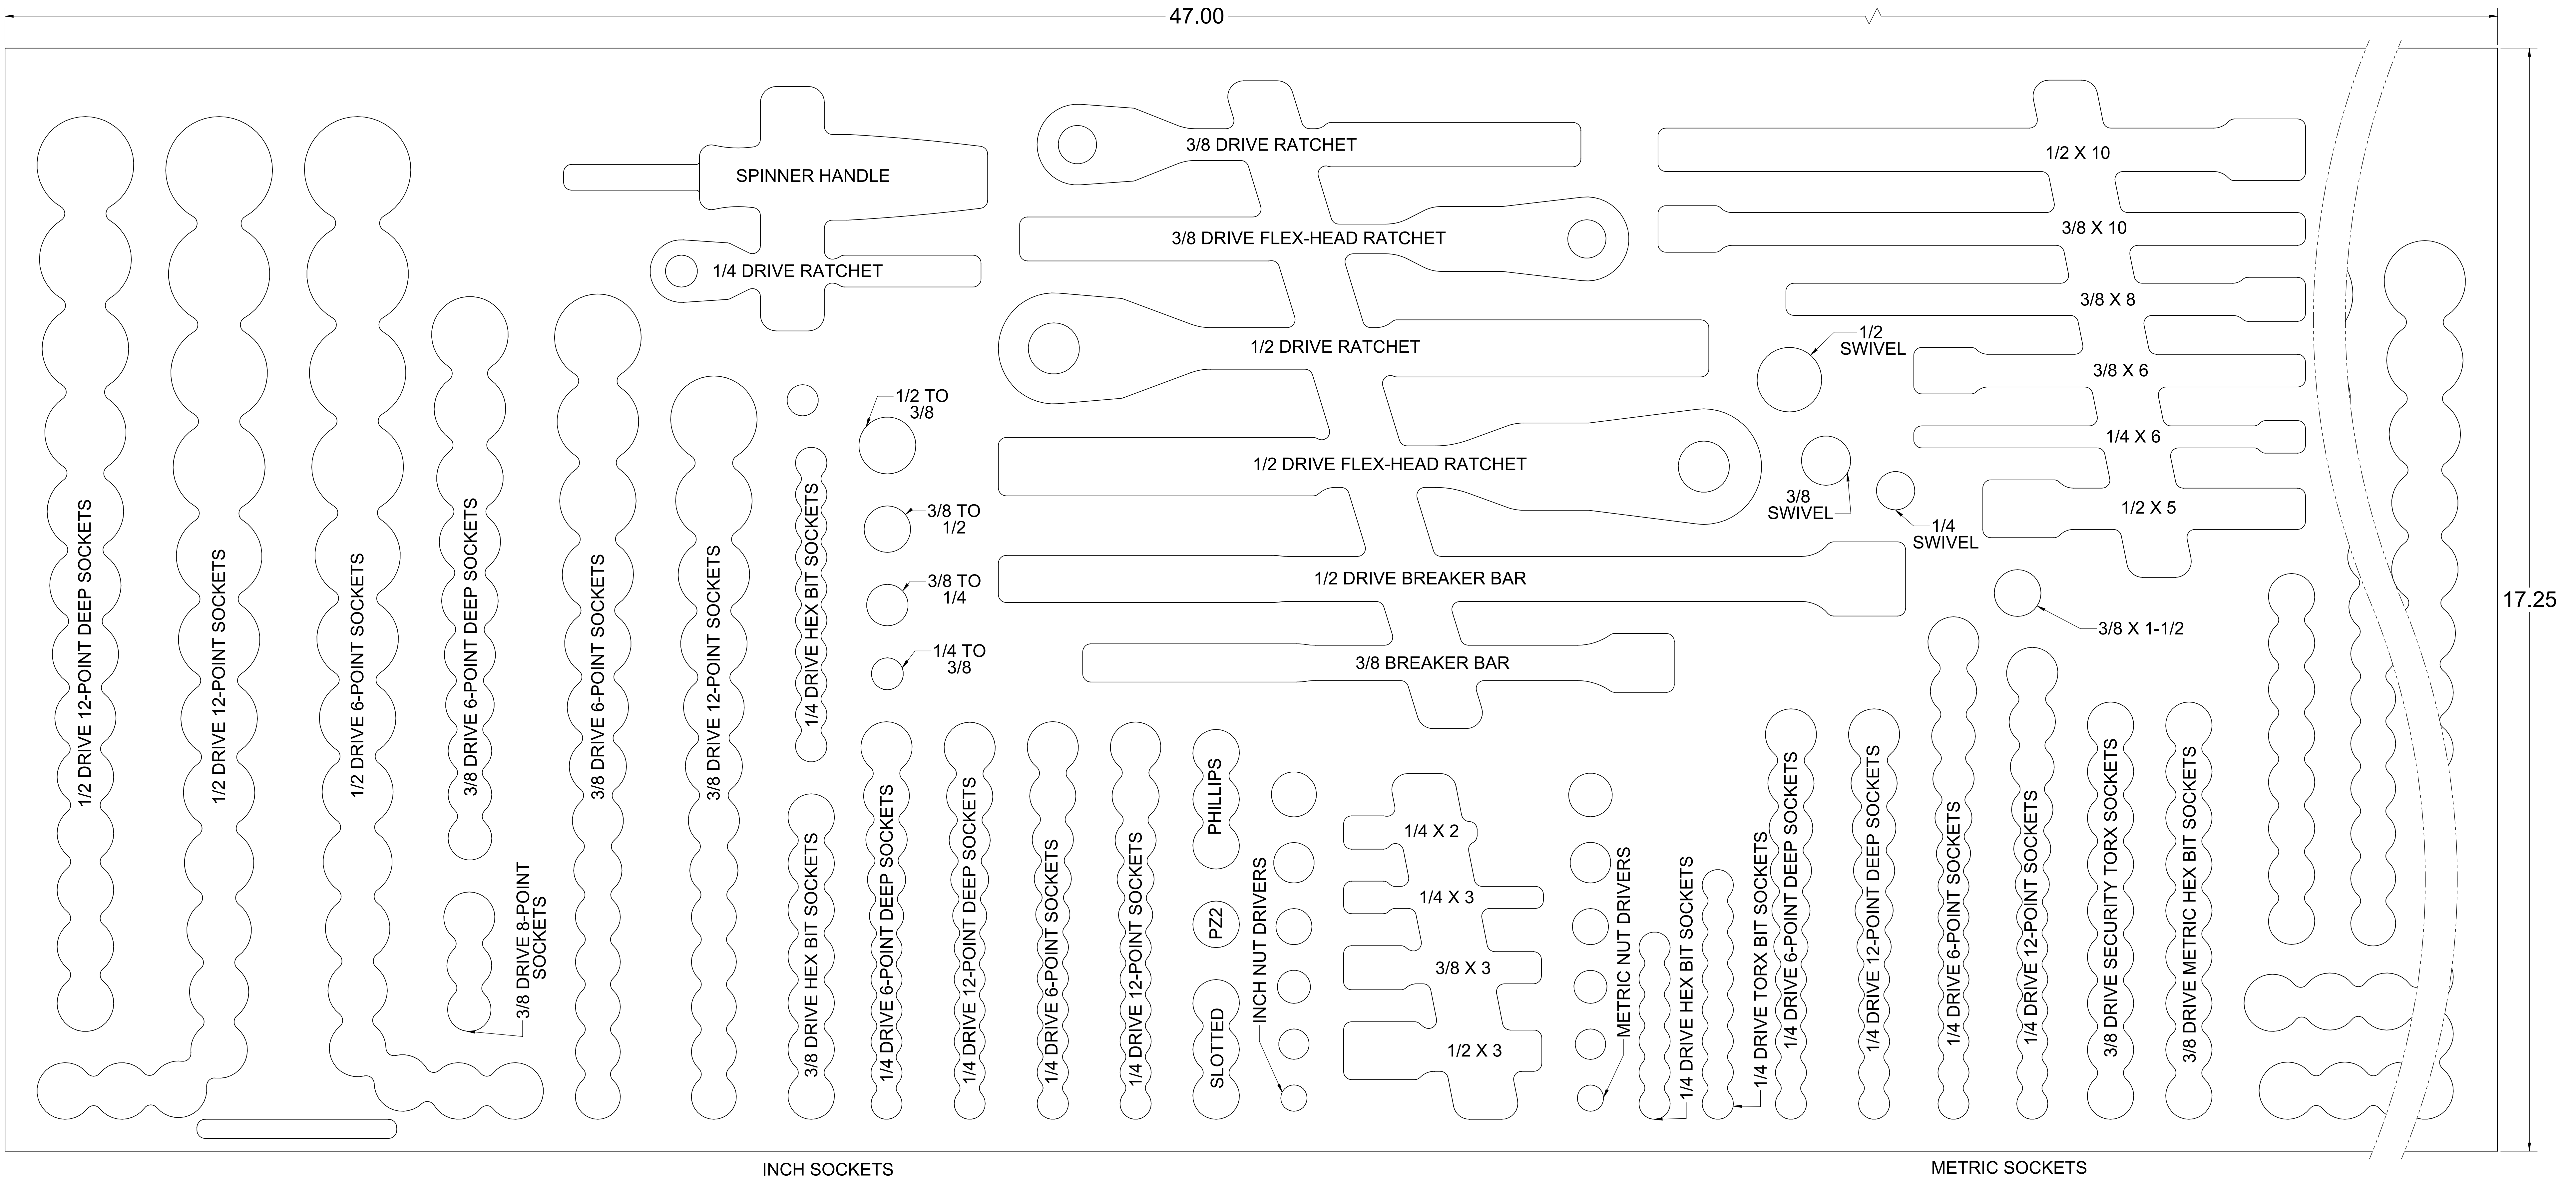 47.00
SPINNER HANDLE
1/4 DRIVE RATCHET
3/8 DRIVE RATCHET
3/8 DRIVE FLEX-HEAD RATCHET
1/2 DRIVE RATCHET
1/2 DRIVE FLEX-HEAD RATCHET
1/2 DRIVE BREAKER BAR
3/8 BREAKER BAR
1/2 X 10
3/8 X 10
3/8 X 8
3/8 X 6
1/4 X 6
1/2 X 5
1/2
SWIVEL
3/8
SWIVEL
1/4
SWIVEL
3/8 X 1-1/2
17.25
1/2 TO
3/8
3/8 TO
1/2
3/8 TO
1/4
1/4 TO
3/8
1/2 DRIVE 12-POINT DEEP SOCKETS
1/2 DRIVE 12-POINT SOCKETS
1/2 DRIVE 6-POINT SOCKETS
3/8 DRIVE 6-POINT DEEP SOCKETS
3/8 DRIVE 8-POINT
SOCKETS
3/8 DRIVE 6-POINT SOCKETS
3/8 DRIVE 12-POINT SOCKETS
1/4 DRIVE HEX BIT SOCKETS
3/8 DRIVE HEX BIT SOCKETS
1/4 DRIVE 6-POINT DEEP SOCKETS
1/4 DRIVE 12-POINT DEEP SOCKETS
1/4 DRIVE 6-POINT SOCKETS
1/4 DRIVE 12-POINT SOCKETS
PHILLIPS
PZ2
SLOTTED
INCH NUT DRIVERS
1/4 X 2
1/4 X 3
3/8 X 3
1/2 X 3
METRIC NUT DRIVERS
1/4 DRIVE HEX BIT SOCKETS
1/4 DRIVE TORX BIT SOCKETS
1/4 DRIVE 6-POINT DEEP SOCKETS
1/4 DRIVE 12-POINT DEEP SOCKETS
1/4 DRIVE 6-POINT SOCKETS
1/4 DRIVE 12-POINT SOCKETS
3/8 DRIVE SECURITY TORX SOCKETS
3/8 DRIVE METRIC HEX BIT SOCKETS
INCH SOCKETS
METRIC SOCKETS